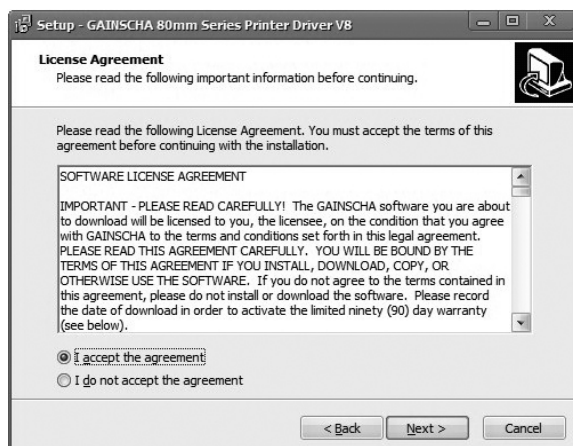 Setup - GAINSCHA 80mm Series Printer Driver V8
License Agreement
Please read the following important information before continuing.
Please read the following License Agreement. You must accept the terms of this
agreement before continuing with the installation.
SOFTWARE LICENSE AGREEMENT
IMPORTANT - PLEASE READ CAREFULLY! The GAINSCHA software you are about
to download will be licensed to you, the licensee, on the condition that you agree
with GAINSCHA to the terms and conditions set forth in this legal agreement.
PLEASE READ THIS AGREEMENT CAREFULLY. YOU WILL BE BOUND BY THE
TERMS OF THIS AGREEMENT IF YOU INSTALL, DOWNLOAD, COPY, OR
OTHERWISE USE THE SOFTWARE. If you do not agree to the terms contained in
this agreement, please do not install or download the software. Please record
the date of download in order to activate the limited ninety (90) day warranty
(see below).
I accept the agreement
I do not accept the agreement
< Back Next > Cancel